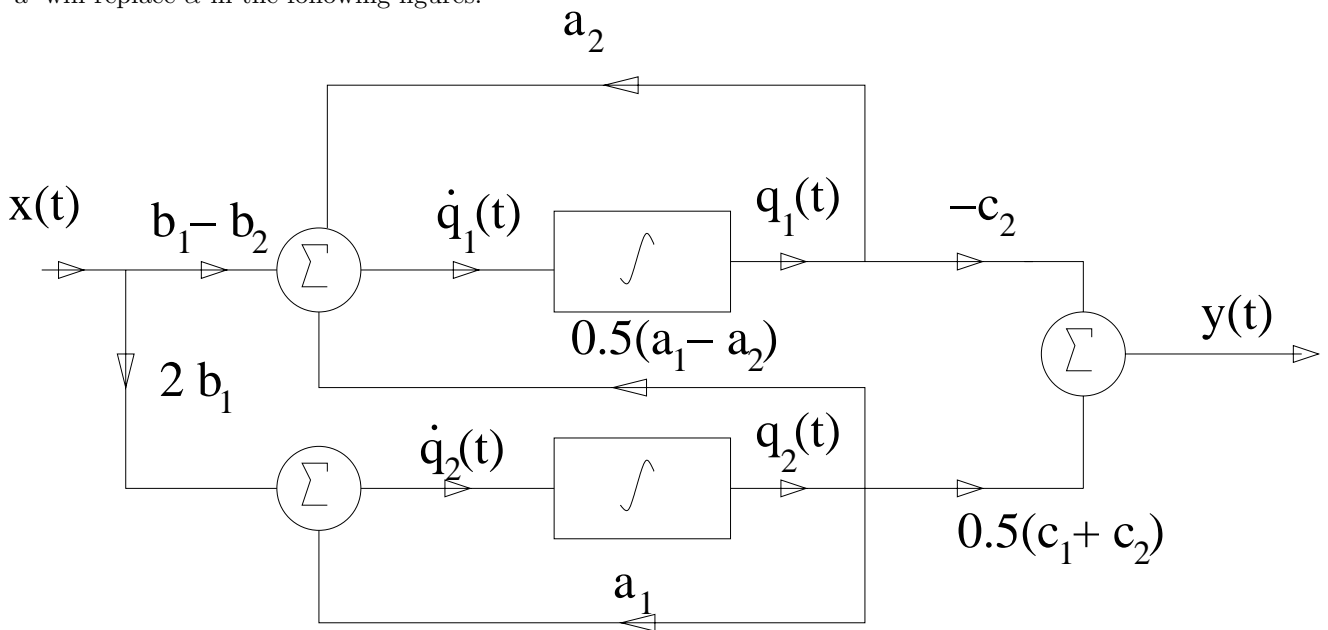 "a" will replace α in the following figures.
a₂
x(t)
b₁– b₂
Σ
q̇₁(t)
∫
q₁(t)
–c₂
0.5(a₁– a₂)
Σ
y(t)
2 b₁
Σ
q̇₂(t)
∫
q₂(t)
0.5(c₁+ c₂)
a₁